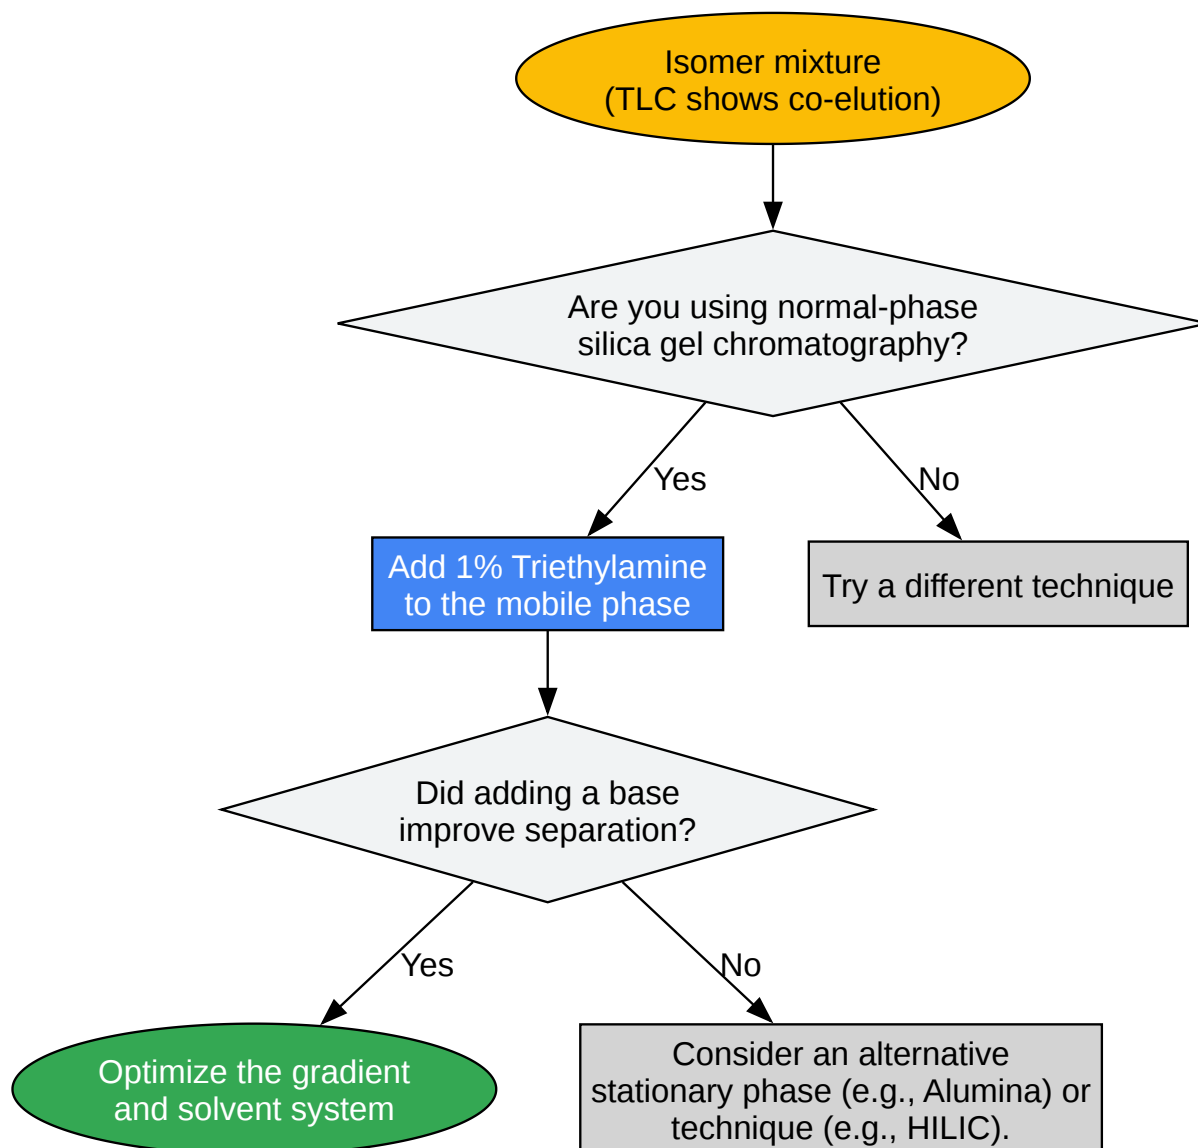 Isomer mixture
(TLC shows co-elution)
Are you using normal-phase
silica gel chromatography?
Yes
No
Add 1% Triethylamine
to the mobile phase
Try a different technique
Did adding a base
improve separation?
Yes
No
Optimize the gradient
and solvent system
Consider an alternative
stationary phase (e.g., Alumina) or
technique (e.g., HILIC).